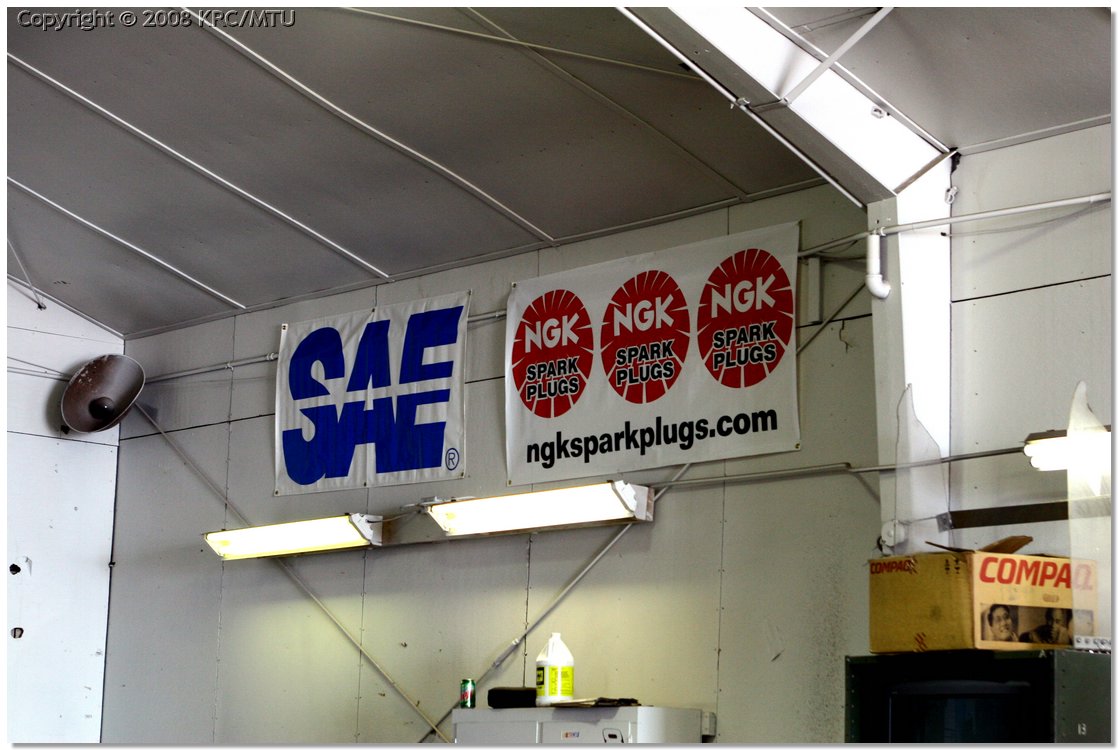 Copyright © 2008 KRC/MTU
SAE
®
NGK
SPARK
PLUGS
NGK
SPARK
PLUGS
NGK
SPARK
PLUGS
ngksparkplugs.com
COMPAQ
COMPAQ